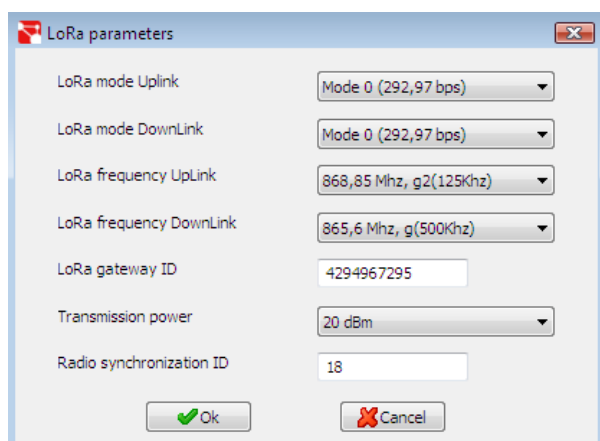 LoRa parameters
LoRa mode Uplink Mode 0 (292,97 bps)
LoRa mode DownLink Mode 0 (292,97 bps)
LoRa frequency UpLink 868,85 Mhz, g2(125Khz)
LoRa frequency DownLink 865,6 Mhz, g(500Khz)
LoRa gateway ID 4294967295
Transmission power 20 dBm
Radio synchronization ID 18
Ok Cancel